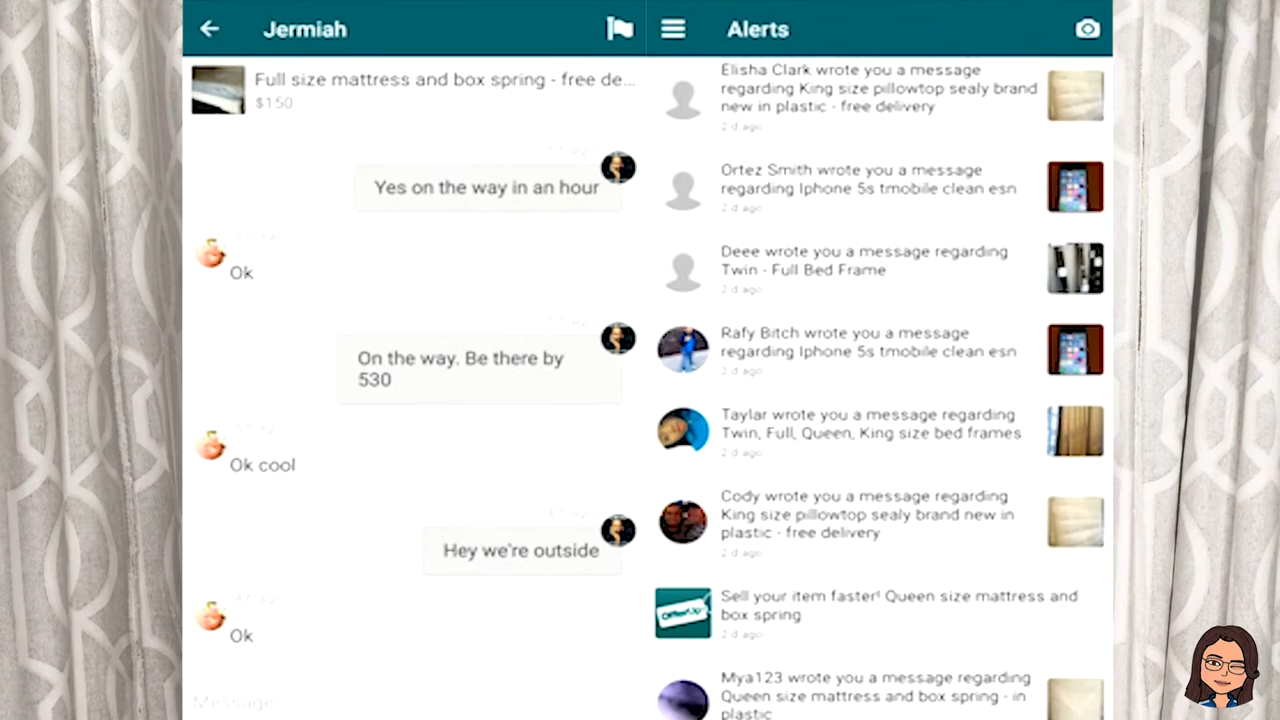 Jermiah
Full size mattress and box spring - free de...
$150
Yes on the way in an hour
Ok
On the way. Be there by
530
Ok cool
Hey we're outside
Ok
Message
Alerts
Elisha Clark wrote you a message
regarding King size pillowtop sealy brand
new in plastic - free delivery
2 d ago
Ortez Smith wrote you a message
regarding Iphone 5s tmobile clean esn
2 d ago
Deee wrote you a message regarding
Twin - Full Bed Frame
2 d ago
Rafy Bitch wrote you a message
regarding Iphone 5s tmobile clean esn
2 d ago
Taylar wrote you a message regarding
Twin, Full, Queen, King size bed frames
2 d ago
Cody wrote you a message regarding
King size pillowtop sealy brand new in
plastic - free delivery
2 d ago
OfferUp
Sell your item faster! Queen size mattress and
box spring
2 d ago
Mya123 wrote you a message regarding
Queen size mattress and box spring - in
plastic